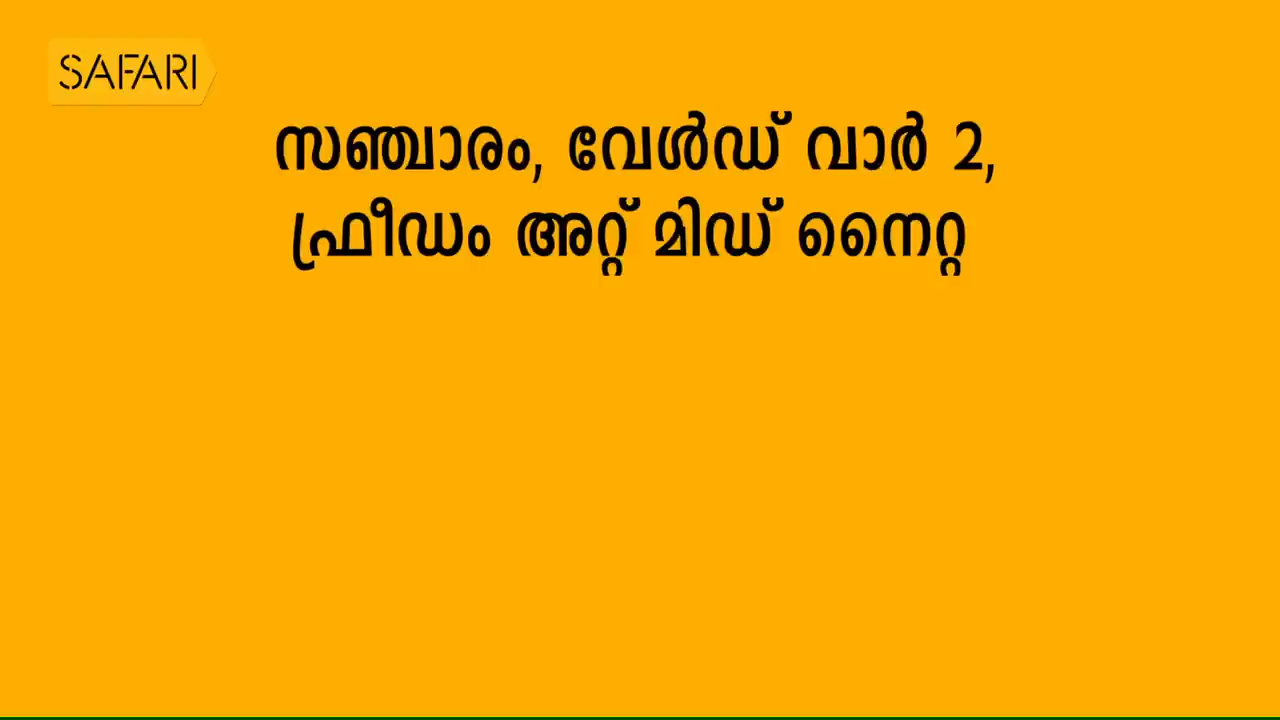 SAFARI
സഞ്ചാരം, വേൾഡ് വാർ 2,
ഫ്രീഡം അറ്റ് മിഡ് നൈറ്റ